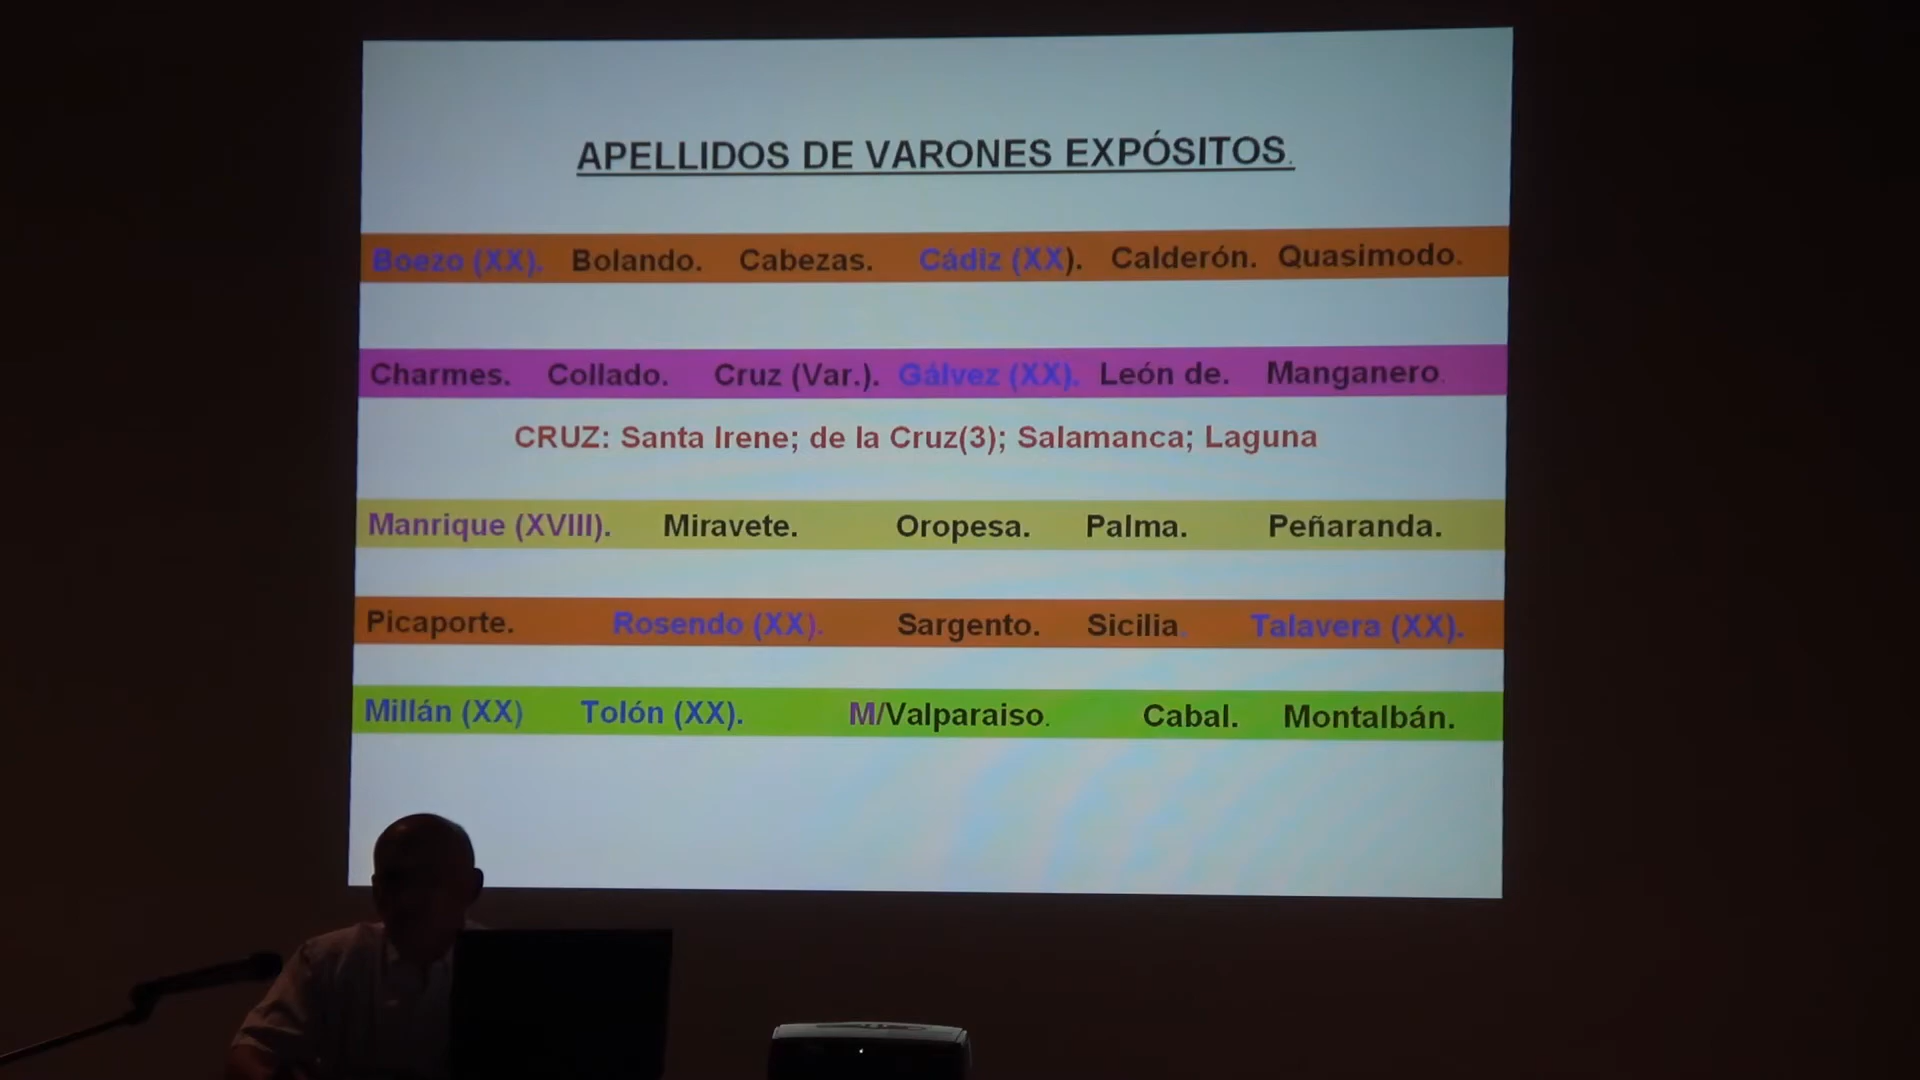 APELLIDOS DE VARONES EXPÓSITOS.
Boezo (XX). Bolando. Cabezas. Cádiz (XX). Calderón. Quasimodo.
Charmes. Collado. Cruz (Var.). Gálvez (XX). León de. Manganero.
CRUZ: Santa Irene; de la Cruz(3); Salamanca; Laguna
Manrique (XVIII). Miravete. Oropesa. Palma. Peñaranda.
Picaporte. Rosendo (XX). Sargento. Sicilia. Talavera (XX).
Millán (XX) Tolón (XX). M/Valparaiso. Cabal. Montalbán.